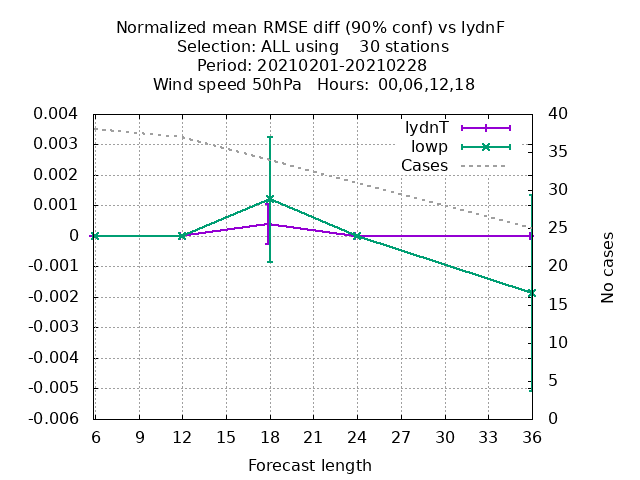 Normalized mean RMSE diff (90% conf) vs lydnF
Selection: ALL using    30 stations
Period: 20210201-20210228
Wind speed 50hPa   Hours:  00,06,12,18
0.004
0.003
0.002
0.001
0
-0.001
-0.002
-0.003
-0.004
-0.005
-0.006
lydnT
lowp
Cases
40
35
30
25
20
15
10
5
0
No cases
6 9 12 15 18 21 24 27 30 33 36
Forecast length